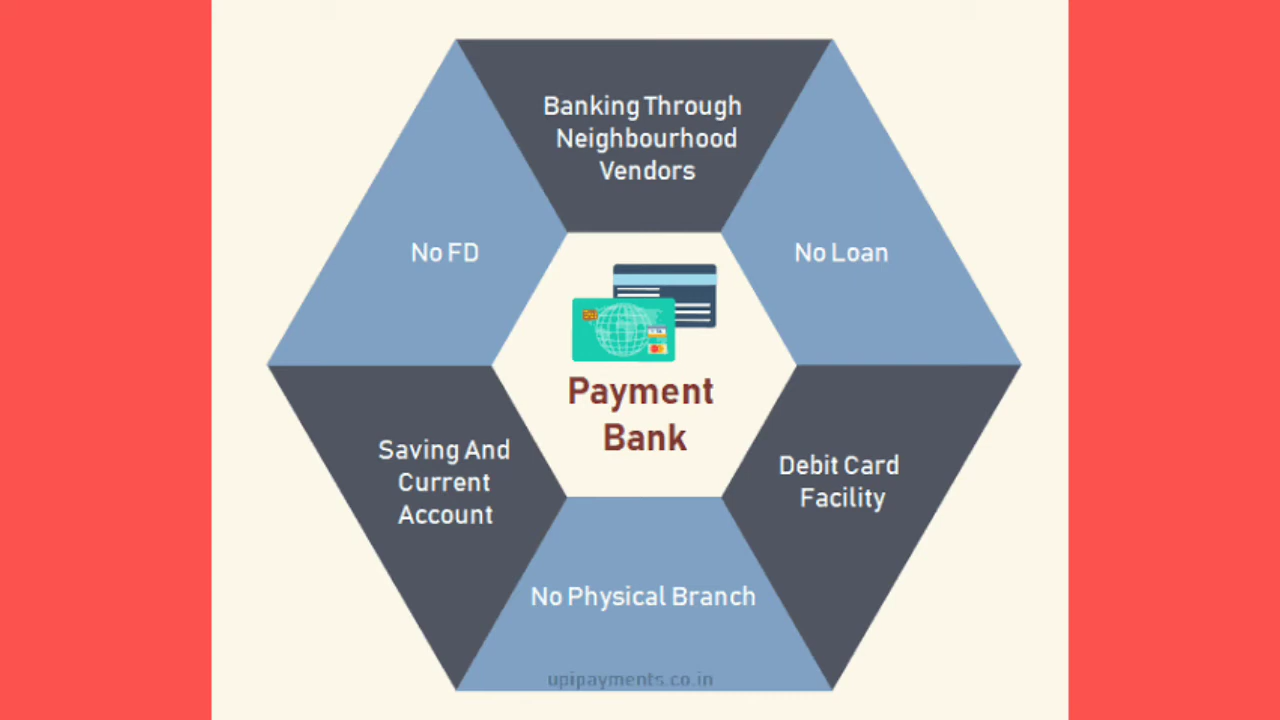 Banking Through
Neighbourhood
Vendors
No FD
No Loan
Payment
Bank
Saving And
Current
Account
Debit Card
Facility
No Physical Branch
upipayments.co.in